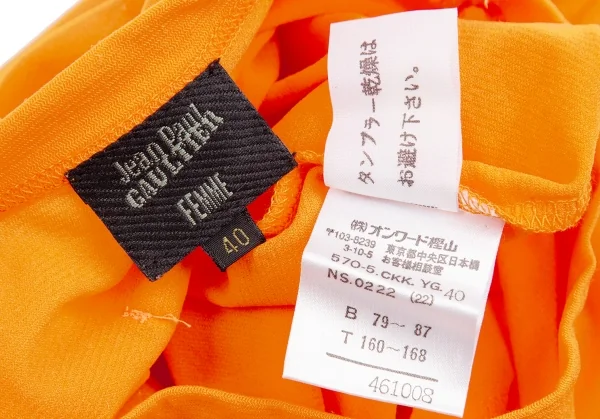 Jean Paul
GAULTIER
FEMME
40
タンブラー乾燥は
お避け下さい。
(株)オンワード樫山
〒103-8239 東京都中央区日本橋
3-10-5 お客様相談室
570-5. CKK. YG. 40
NS.0222 (22)
B 79～ 87
T 160～168
461008